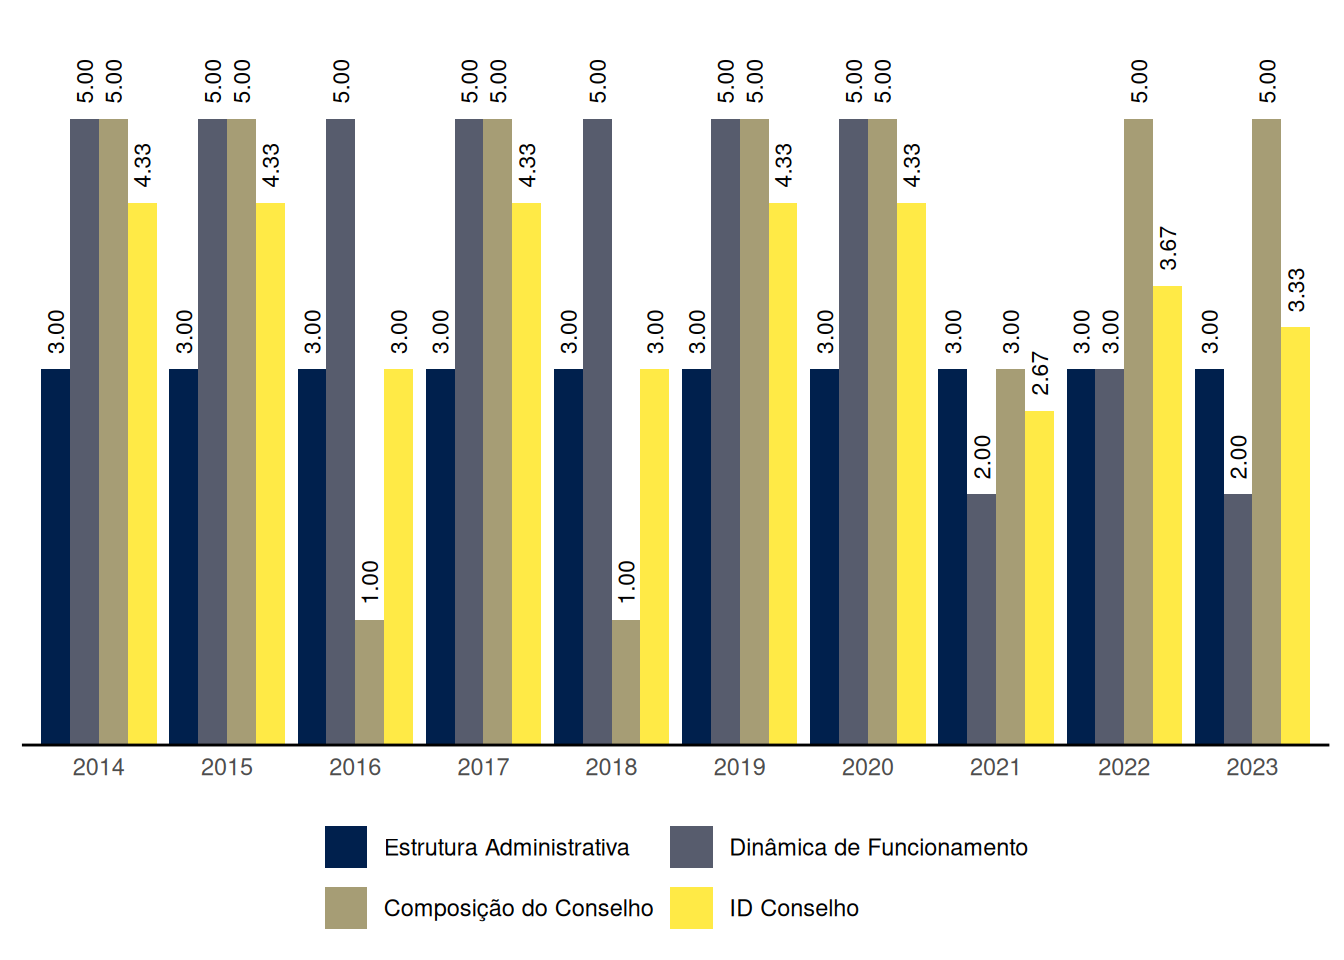 5.00 5.00 5.00 5.00 5.00 5.00 5.00 5.00 5.00 5.00 5.00 5.00 5.00 5.00
4.33 4.33 4.33 4.33 4.33
3.67
3.33
3.00 3.00 3.00 3.00 3.00 3.00 3.00 3.00 3.00 3.00 3.00 3.00 3.00 3.00
2.67
2.00 2.00
1.00 1.00
2014 2015 2016 2017 2018 2019 2020 2021 2022 2023
Estrutura Administrativa Dinâmica de Funcionamento
Composição do Conselho ID Conselho